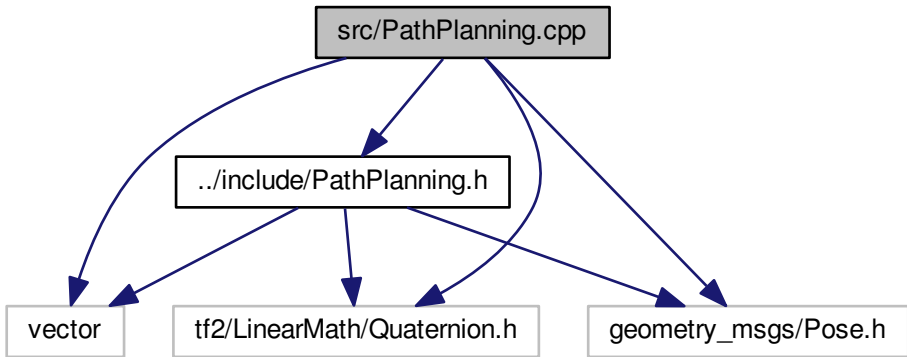 src/PathPlanning.cpp
../include/PathPlanning.h
vector
tf2/LinearMath/Quaternion.h
geometry_msgs/Pose.h